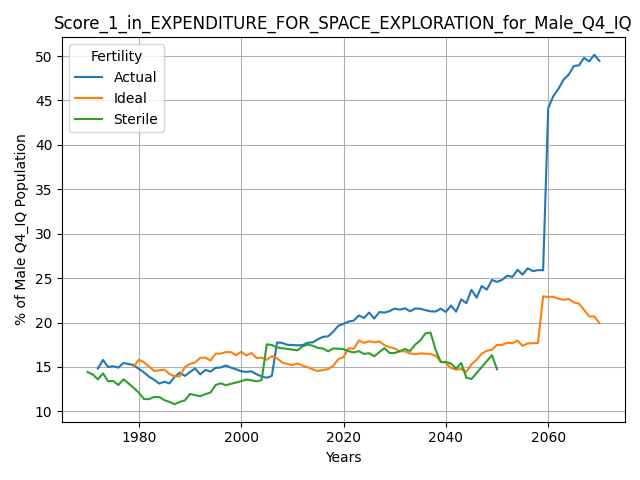 Score_1_in_EXPENDITURE_FOR_SPACE_EXPLORATION_for_Male_Q4_IQ
Fertility
Actual
Ideal
Sterile
% of Male Q4_IQ Population
50
45
40
35
30
25
20
15
10
1980
2000
2020
2040
2060
Years